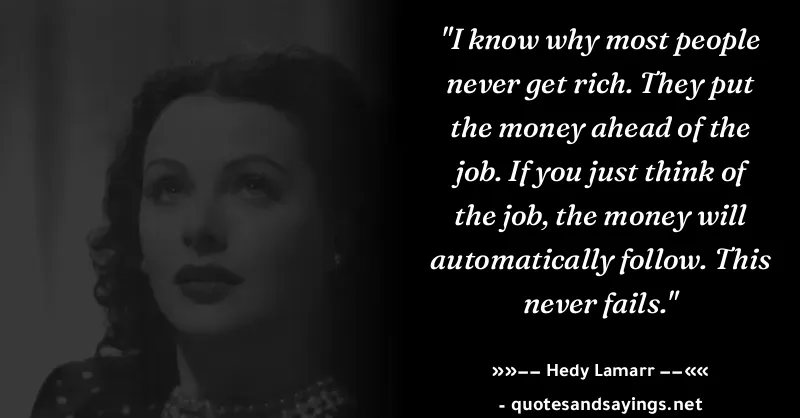 "I know why most people
never get rich. They put
the money ahead of the
job. If you just think of
the job, the money will
automatically follow. This
never fails."
»»–– Hedy Lamarr ––««
- quotesandsayings.net